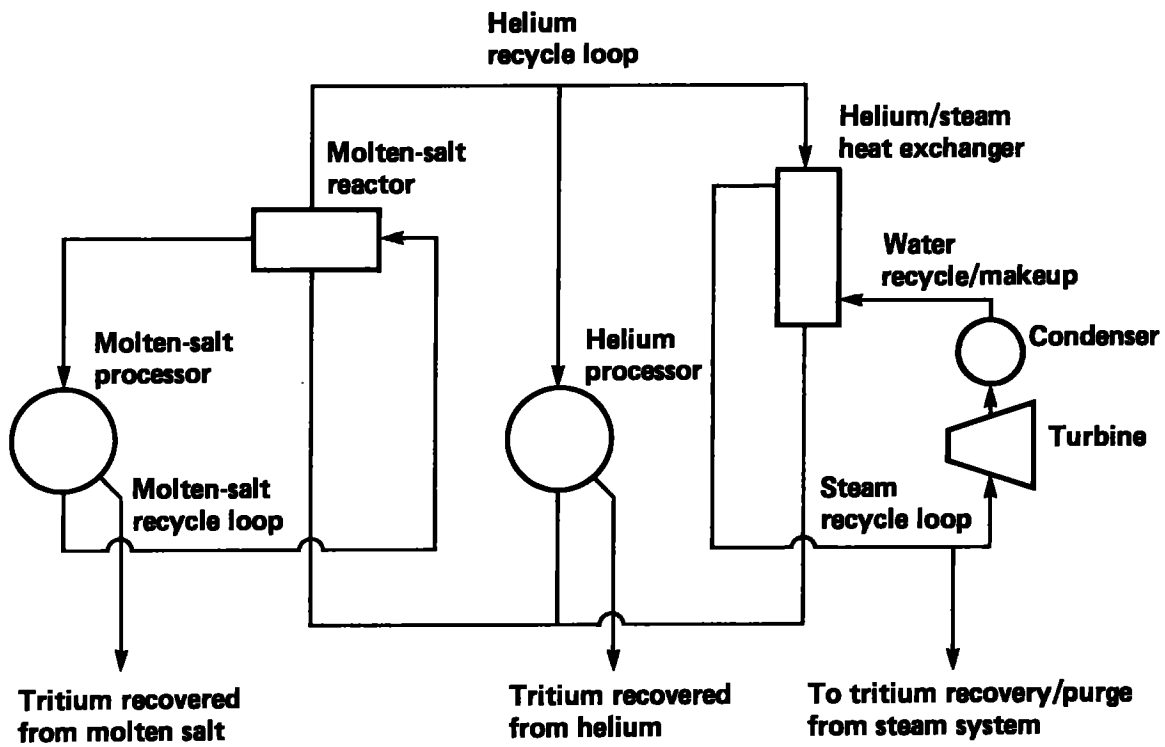 Helium
recycle loop
Molten-salt
reactor
Helium/steam
heat exchanger
Water
recycle/makeup
Condenser
Molten-salt
processor
Helium
processor
Turbine
Molten-salt
recycle loop
Steam
recycle loop
Tritium recovered
from molten salt
Tritium recovered
from helium
To tritium recovery/purge
from steam system